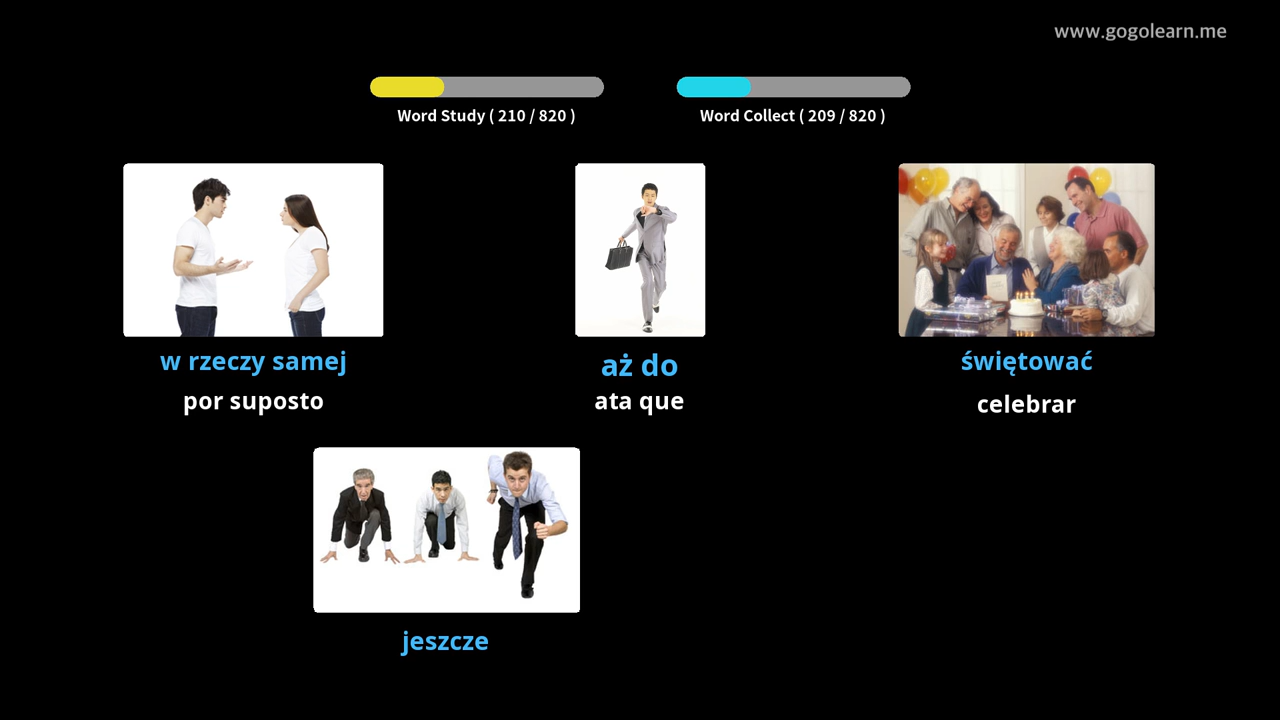 www.gogolearn.me
Word Study ( 210 / 820 )
Word Collect ( 209 / 820 )
w rzeczy samej
por suposto
aż do
ata que
świętować
celebrar
jeszcze